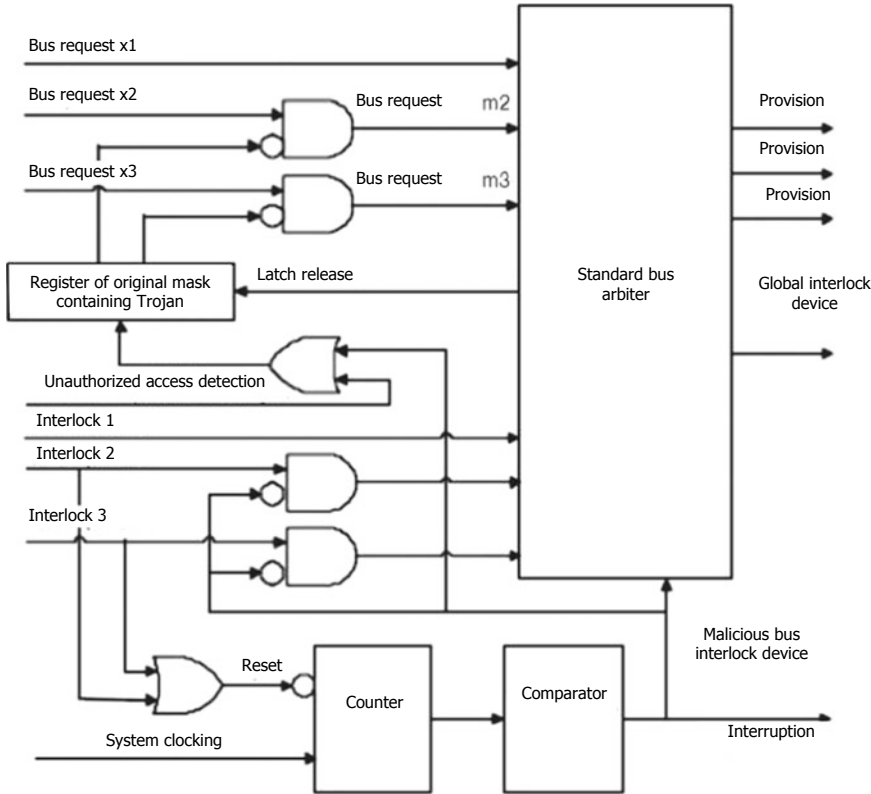 Bus request x1
Bus request x2
Bus request
m2
Bus request x3
Bus request
m3
Provision
Provision
Provision
Register of original mask
containing Trojan
Latch release
Standard bus
arbiter
Global interlock
device
Unauthorized access detection
Interlock 1
Interlock 2
Interlock 3
Reset
Counter
Comparator
Malicious bus
interlock device
System clocking
Interruption